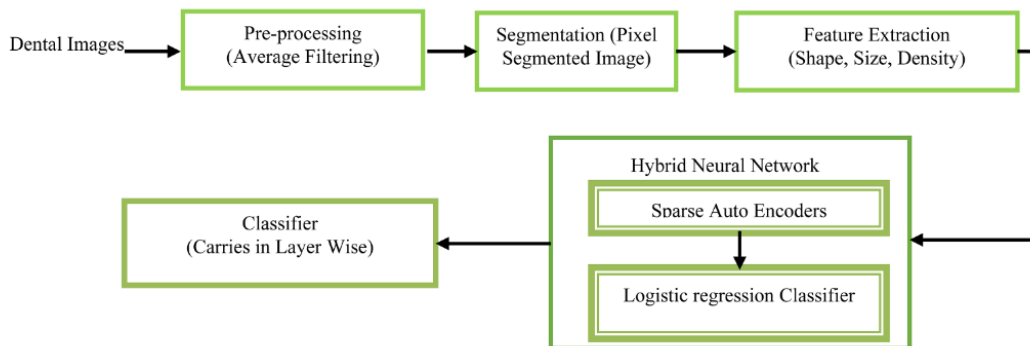 Dental Images
Pre-processing
(Average Filtering)
Segmentation (Pixel
Segmented Image)
Feature Extraction
(Shape, Size, Density)
Hybrid Neural Network
Sparse Auto Encoders
Logistic regression Classifier
Classifier
(Carries in Layer Wise)